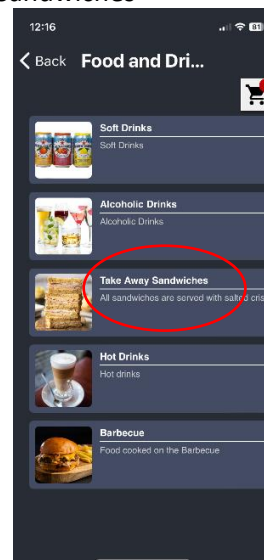 12:16
81
Back Food and Dri...
Soft Drinks
Soft Drinks
Alcoholic Drinks
Alcoholic Drinks
Take Away Sandwiches
All sandwiches are served with salted cris
Hot Drinks
Hot drinks
Barbecue
Food cooked on the Barbecue